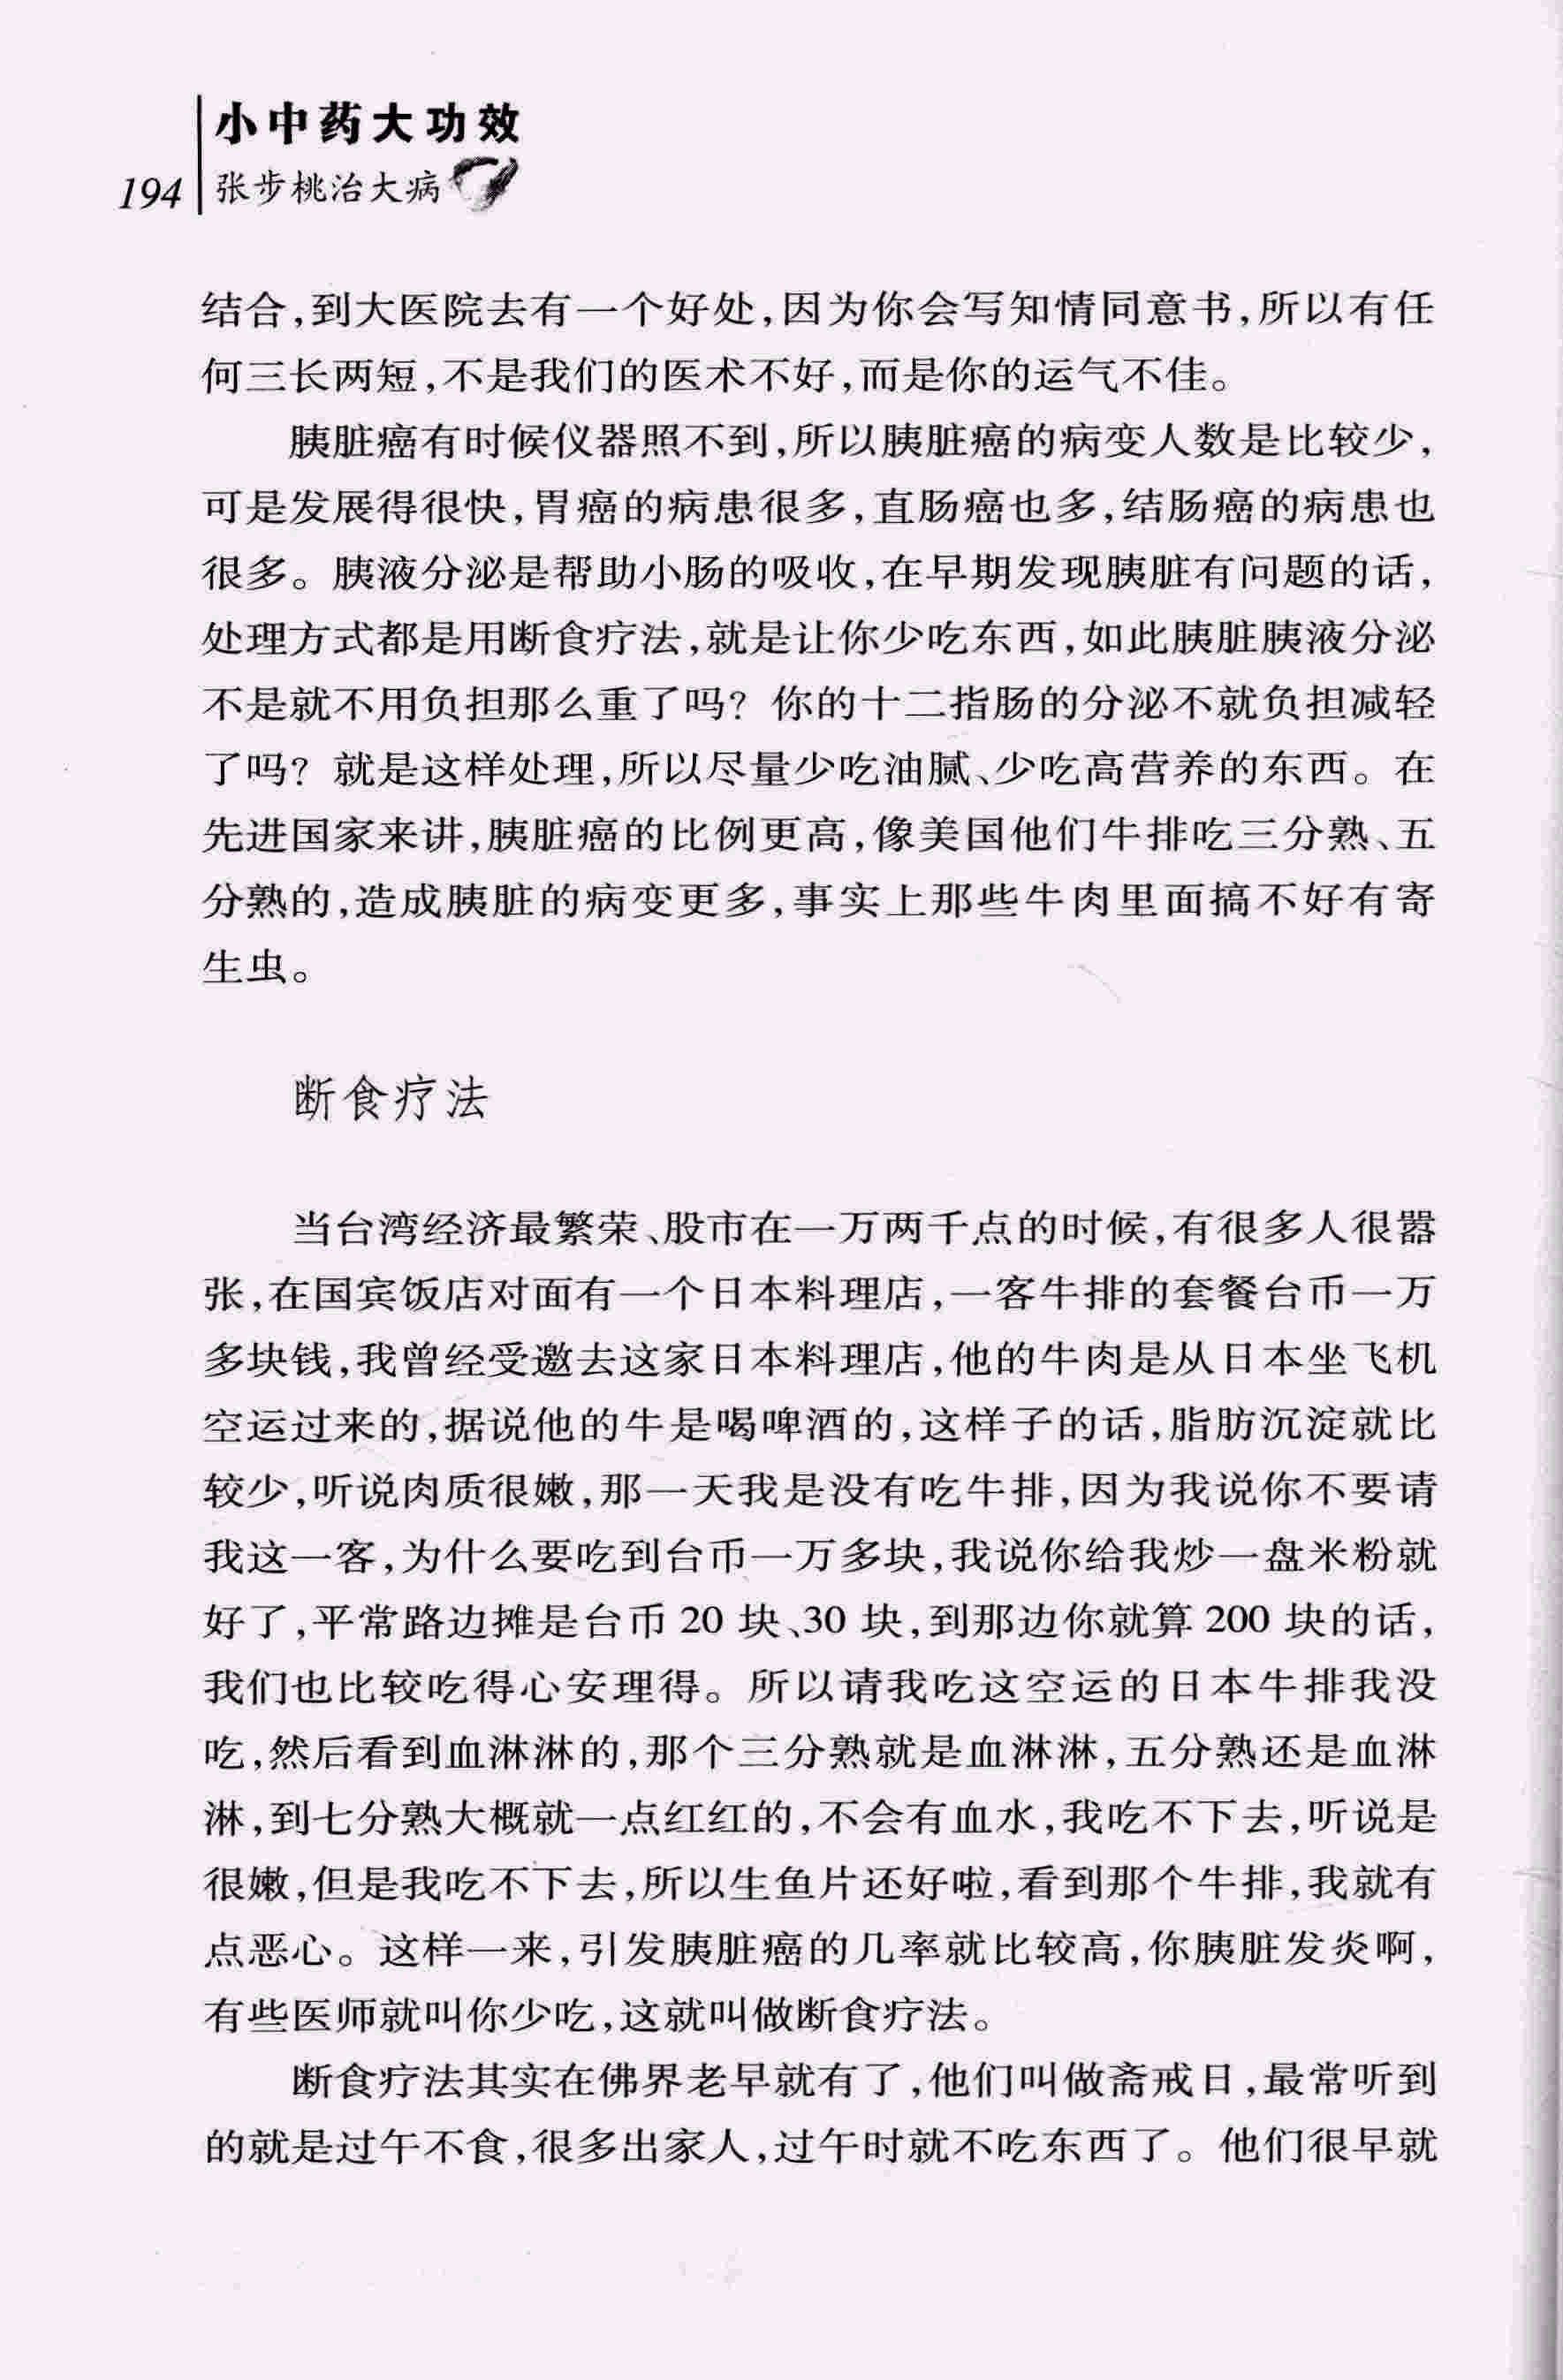 小中药大功效
194 张步桃治大病
结合,到大医院去有一个好处,因为你会写知情同意书,所以有任
何三长两短,不是我们的医术不好,而是你的运气不佳。
胰脏癌有时候仪器照不到,所以胰脏癌的病变人数是比较少,
可是发展得很快,胃癌的病患很多,直肠癌也多,结肠癌的病患也
很多。胰液分泌是帮助小肠的吸收,在早期发现胰脏有问题的话,
处理方式都是用断食疗法,就是让你少吃东西,如此胰脏胰液分泌
不是就不用负担那么重了吗?你的十二指肠的分泌不就负担减轻
了吗?就是这样处理,所以尽量少吃油腻、少吃高营养的东西。在
先进国家来讲,胰脏癌的比例更高,像美国他们牛排吃三分熟、五
分熟的,造成胰脏的病变更多,事实上那些牛肉里面搞不好有寄
生虫。
断食疗法
当台湾经济最繁荣、股市在一万两千点的时候,有很多人很嚣
张,在国宾饭店对面有一个日本料理店,一客牛排的套餐台币一万
多块钱,我曾经受邀去这家日本料理店,他的牛肉是从日本坐飞机
空运过来的,据说他的牛是喝啤酒的,这样子的话,脂肪沉淀就比
较少,听说肉质很嫩,那一天我是没有吃牛排,因为我说你不要请
我这一客,为什么要吃到台币一万多块,我说你给我炒一盘米粉就
好了,平常路边摊是台币 20 块、30 块,到那边你就算 200 块的话,
我们也比较吃得心安理得。所以请我吃这空运的日本牛排我没
吃,然后看到血淋淋的,那个三分熟就是血淋淋,五分熟还是血淋
淋,到七分熟大概就一点红红的,不会有血水,我吃不下去,听说是
很嫩,但是我吃不下去,所以生鱼片还好啦,看到那个牛排,我就有
点恶心。这样一来,引发胰脏癌的几率就比较高,你胰脏发炎啊,
有些医师就叫你少吃,这就叫做断食疗法。
断食疗法其实在佛界老早就有了,他们叫做斋戒日,最常听到
的就是过午不食,很多出家人,过午时就不吃东西了。他们很早就